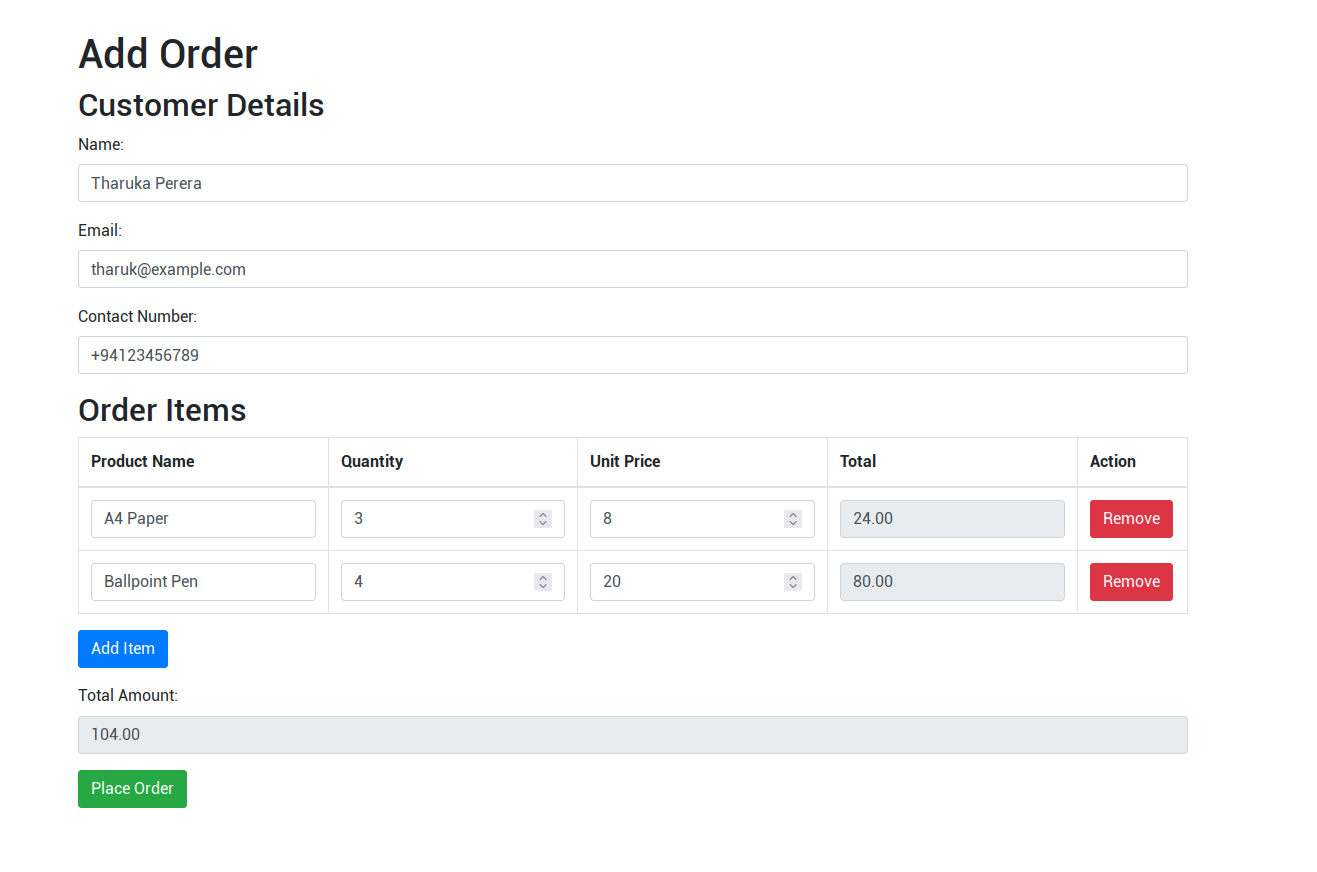 Add Order
Customer Details
Name:
Tharuka Perera
Email:
tharuk@example.com
Contact Number:
+94123456789
Order Items
Product Name Quantity Unit Price Total Action
A4 Paper 3 8 24.00 Remove
Ballpoint Pen 4 20 80.00 Remove
Add Item
Total Amount:
104.00
Place Order